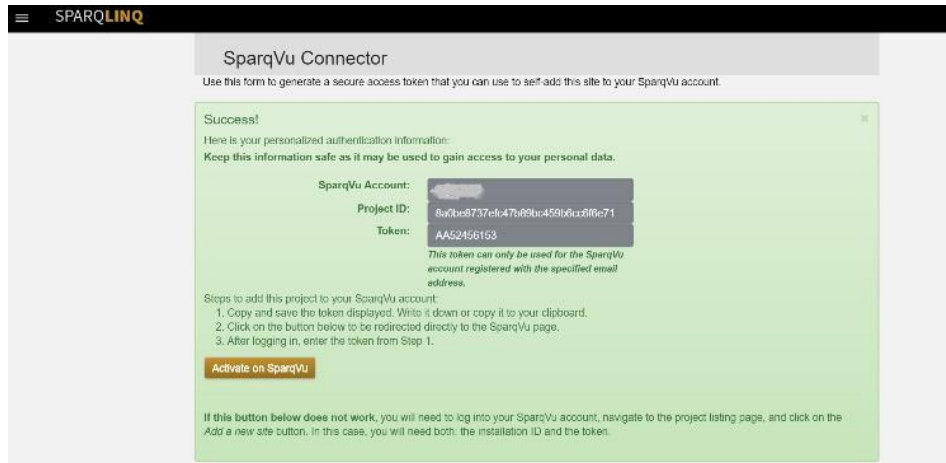 SPARQLINQ
SparqVu Connector
Use this form to generate a secure access token that you can use to self-add this site to your SparqVu account.
Success!
Here is your personalized authentication information:
Keep this information safe as it may be used to gain access to your personal data.
SparqVu Account:
Project ID:
Token: AA52456153
This token can only be used for the SparqVu
account registered with the specified email
address.
Steps to add this project to your SparqVu account:
1. Copy and save the token displayed. Write it down or copy it to your clipboard.
2. Click on the button below to be redirected directly to the SparqVu page.
3. After logging in, enter the token from Step 1.
Activate on SparqVu
If this button below does not work, you will need to log into your SparqVu account, navigate to the project listing page, and click on the
Add a new site button. In this case, you will need both: the installation ID and the token.